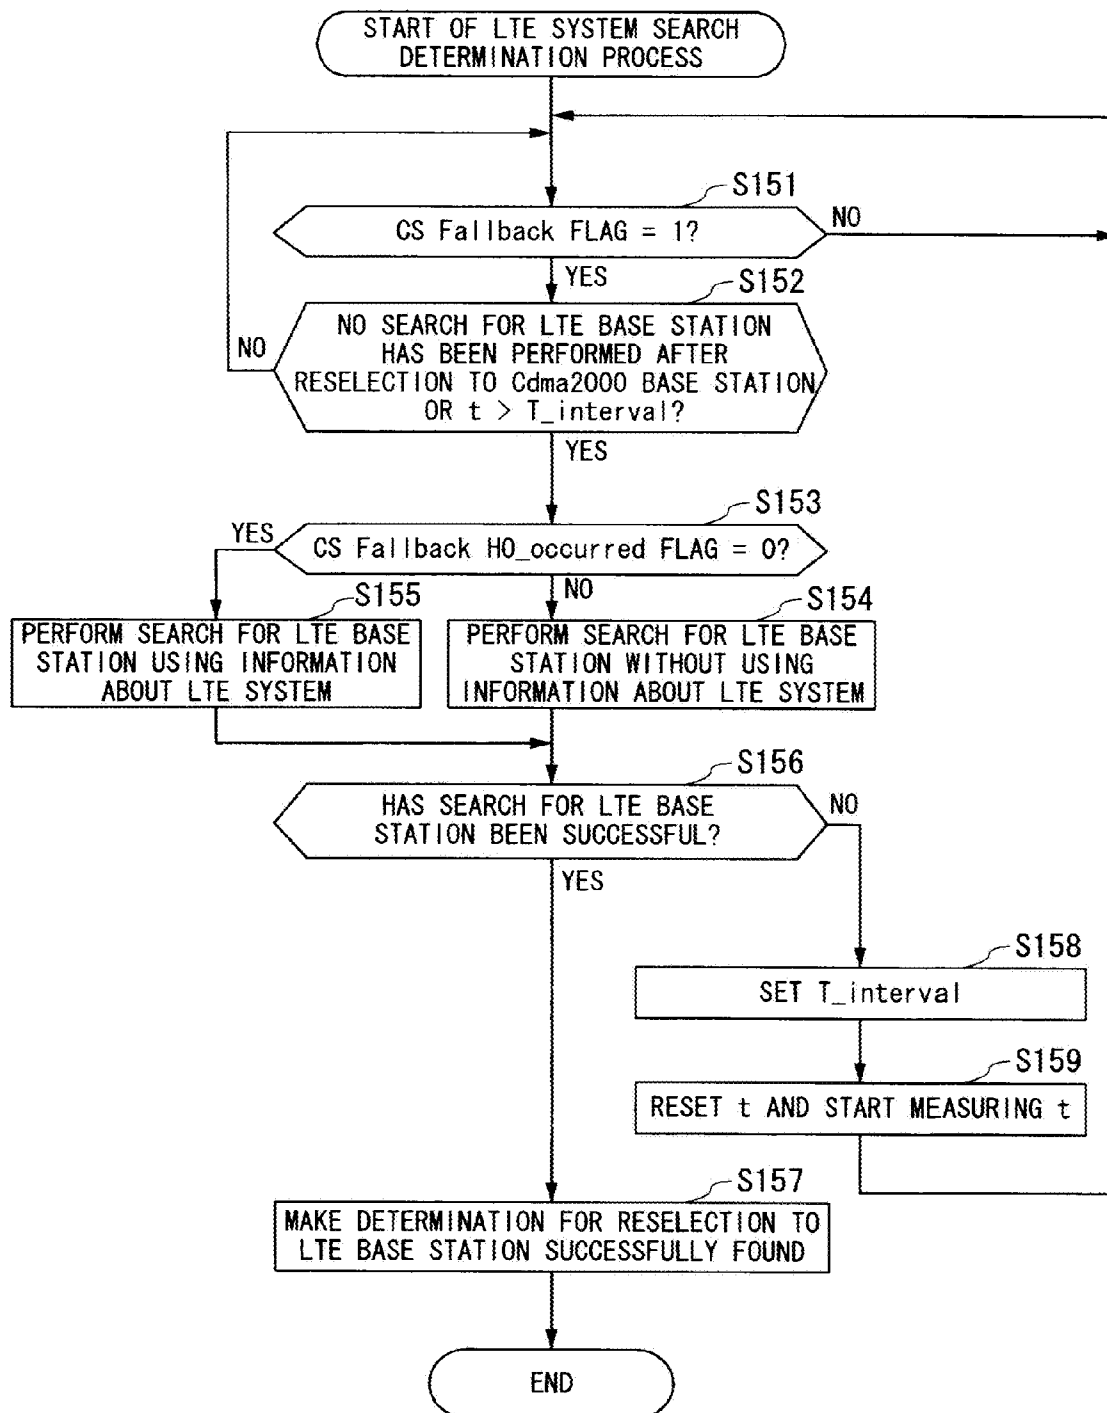 START OF LTE SYSTEM SEARCH
DETERMINATION PROCESS
S151
CS Fallback FLAG = 1?
NO
YES
S152
NO SEARCH FOR LTE BASE STATION
HAS BEEN PERFORMED AFTER
RESELECTION TO Cdma2000 BASE STATION
OR t > T_interval?
NO
YES
S153
CS Fallback HO_occurred FLAG = 0?
YES
NO
S155
PERFORM SEARCH FOR LTE BASE
STATION USING INFORMATION
ABOUT LTE SYSTEM
S154
PERFORM SEARCH FOR LTE BASE
STATION WITHOUT USING
INFORMATION ABOUT LTE SYSTEM
S156
HAS SEARCH FOR LTE BASE
STATION BEEN SUCCESSFUL?
NO
YES
S158
SET T_interval
S159
RESET t AND START MEASURING t
S157
MAKE DETERMINATION FOR RESELECTION TO
LTE BASE STATION SUCCESSFULLY FOUND
END